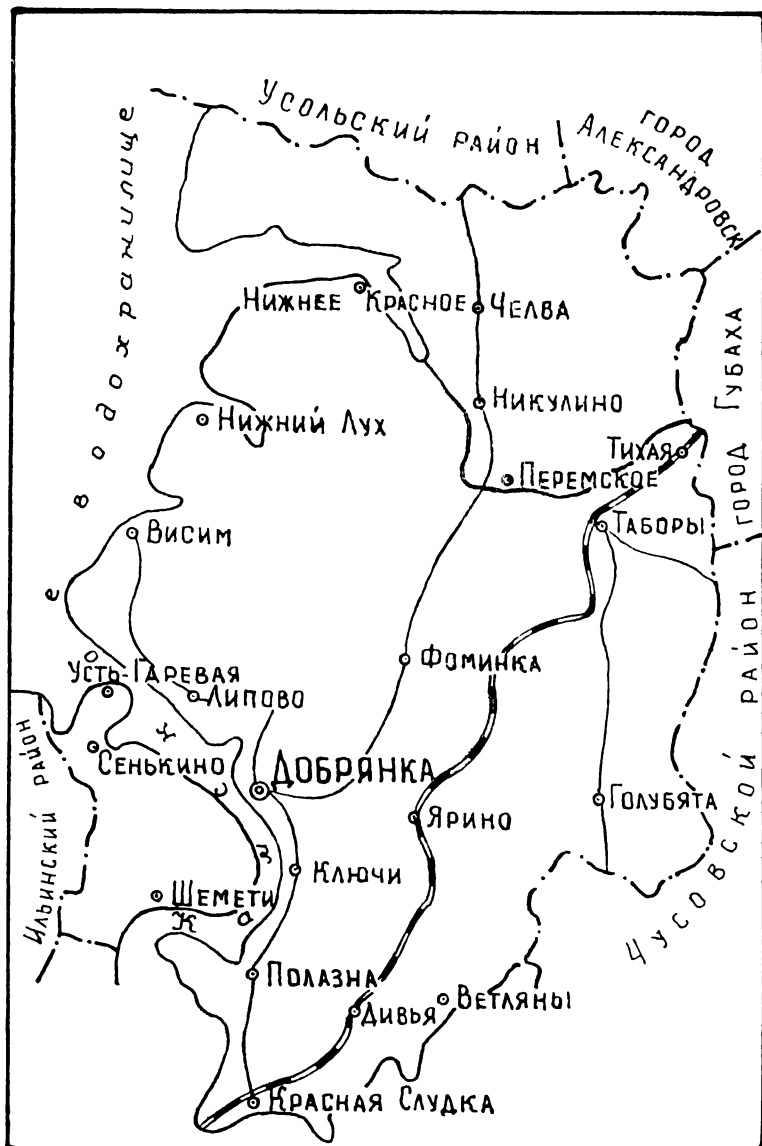 Усольский район
город
Александровск
водохранилище
Нижнее Красное
Челва
город Губаха
Никулино
Нижний Лух
Тихая
Перемское
Таборы
Висим
Фоминка
Усть-Гаревая
Липово
Ильинский район
Сенькино
Добрянка
Чусовской район
Голубята
Ярино
Ключи
Шемети
Камское
Полазна
Ветляны
Дивья
Красная Слудка